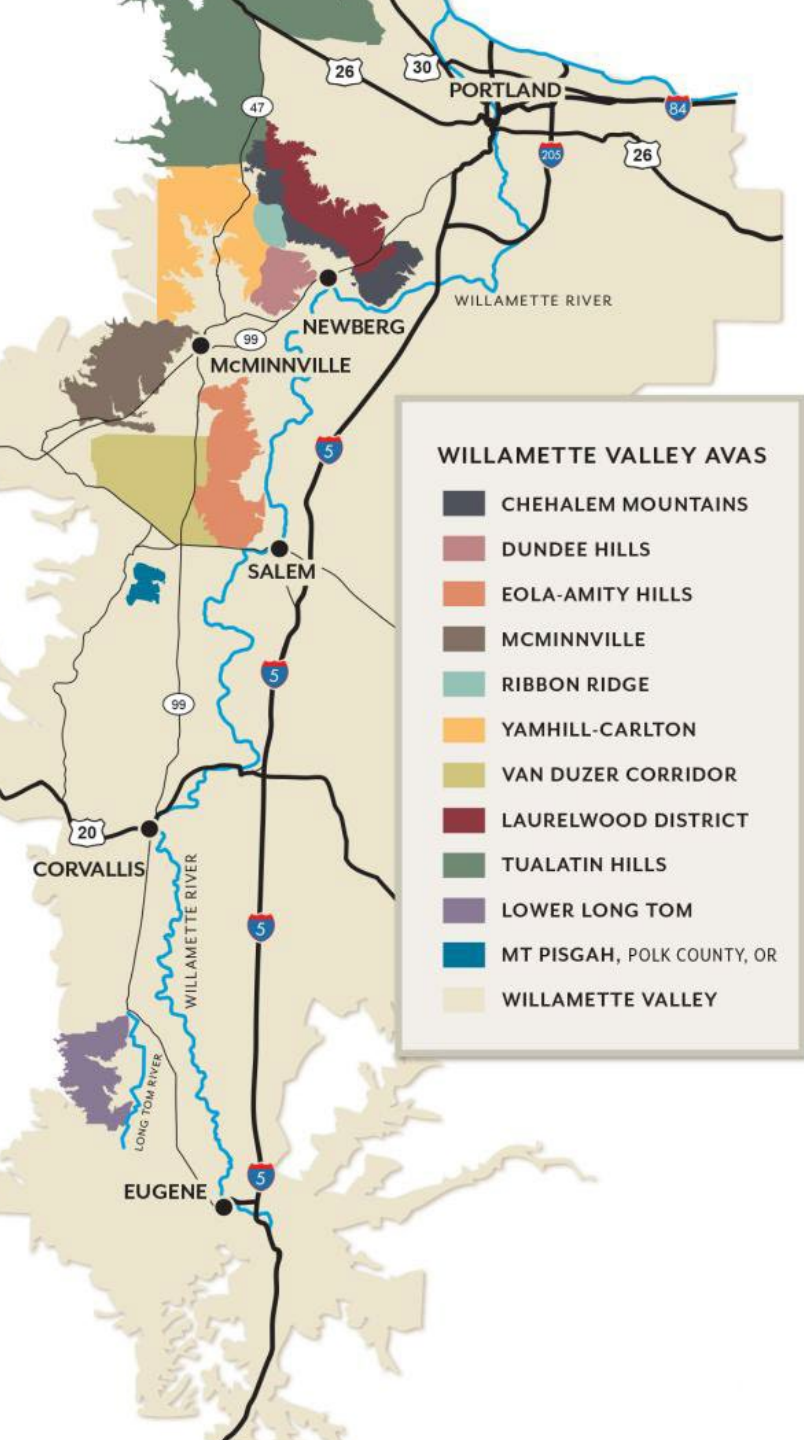 26
30
PORTLAND
84
47
205
26
WILLAMETTE RIVER
NEWBERG
99
McMINNVILLE
5
SALEM
5
99
20
CORVALLIS
WILLAMETTE RIVER
5
LONG TOM RIVER
5
EUGENE
WILLAMETTE VALLEY AVAS
CHEHALEM MOUNTAINS
DUNDEE HILLS
EOLA-AMITY HILLS
MCMINNVILLE
RIBBON RIDGE
YAMHILL-CARLTON
VAN DUZER CORRIDOR
LAURELWOOD DISTRICT
TUALATIN HILLS
LOWER LONG TOM
MT PISGAH, POLK COUNTY, OR
WILLAMETTE VALLEY